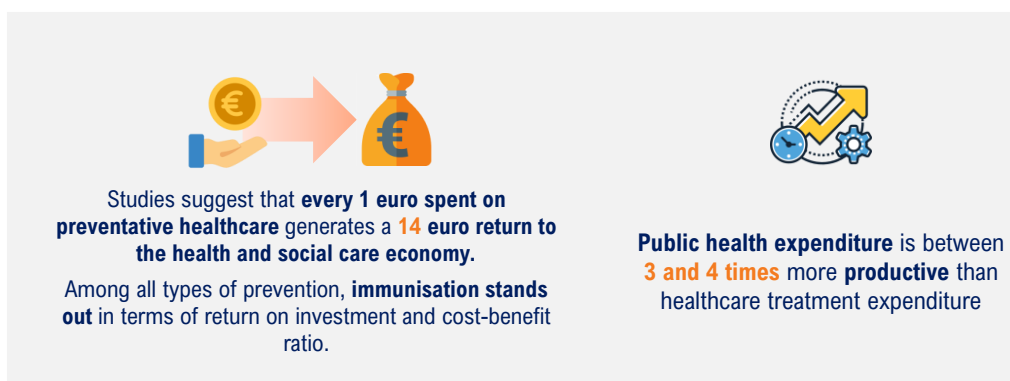 Studies suggest that every 1 euro spent on
preventative healthcare generates a 14 euro return to
the health and social care economy.
Among all types of prevention, immunisation stands
out in terms of return on investment and cost-benefit
ratio.
Public health expenditure is between
3 and 4 times more productive than
healthcare treatment expenditure